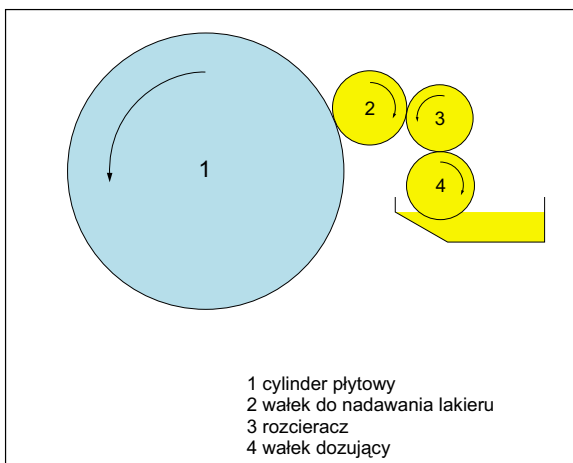 1
2
3
4
1 cylinder płytowy
2 wałek do nadawania lakieru
3 rozcieracz
4 wałek dozujący